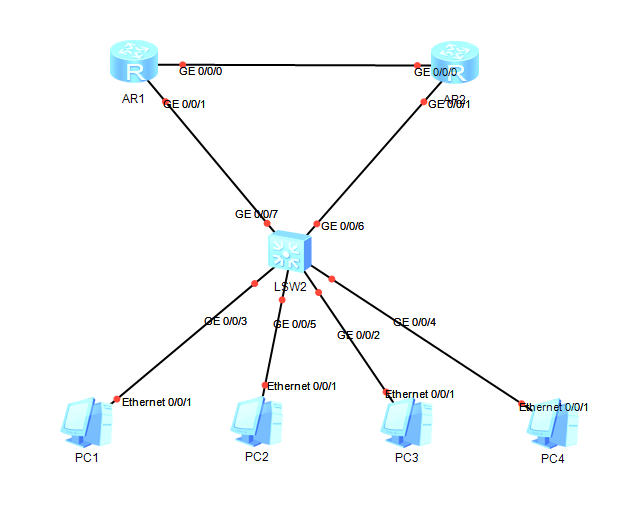 GE 0/0/0
GE 0/0/0
R
R
AR1
AR2
GE 0/0/1
GE 0/0/1
GE 0/0/7
GE 0/0/6
LSW2
GE 0/0/3
GE 0/0/5
GE 0/0/2
GE 0/0/4
Ethernet 0/0/1
Ethernet 0/0/1
Ethernet 0/0/1
Ethernet 0/0/1
PC1
PC2
PC3
PC4